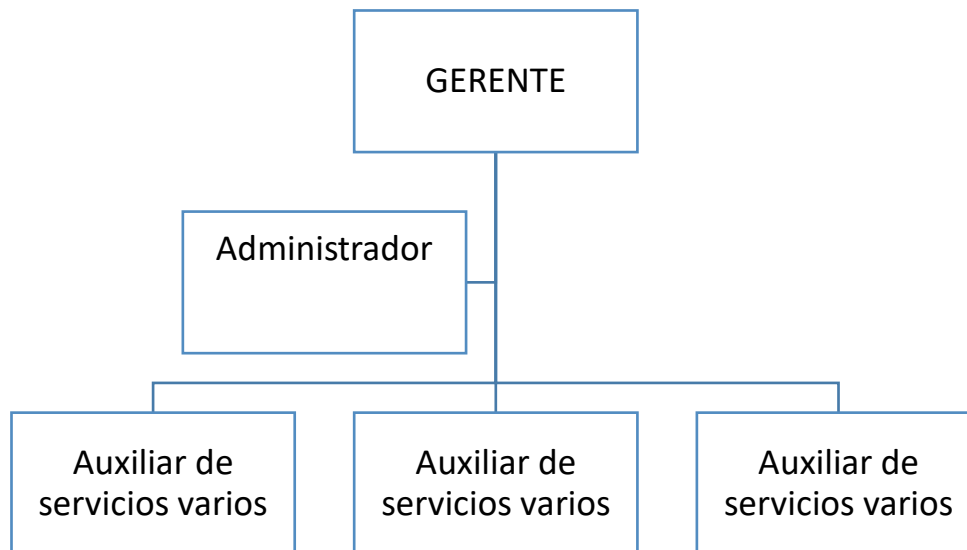 GERENTE
Administrador
Auxiliar de
servicios varios
Auxiliar de
servicios varios
Auxiliar de
servicios varios